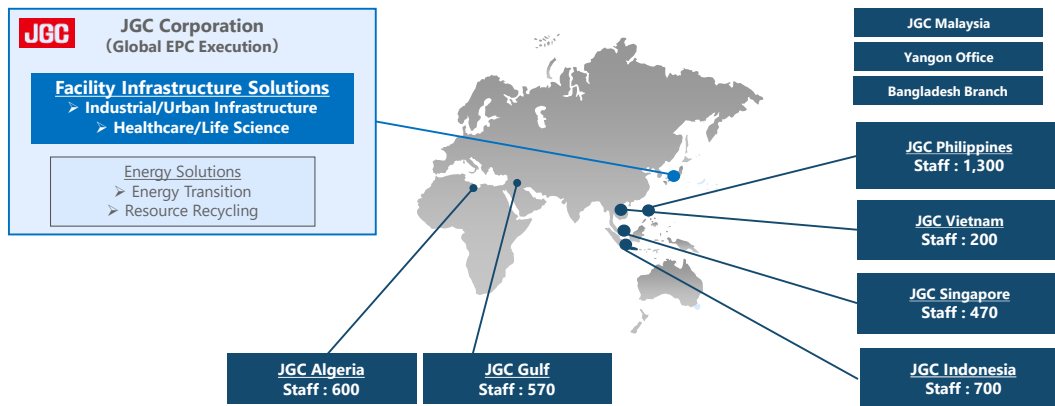 JGC
JGC Corporation
（Global EPC Execution）
Facility Infrastructure Solutions
➢ Industrial/Urban Infrastructure
➢ Healthcare/Life Science
Energy Solutions
➢ Energy Transition
➢ Resource Recycling
JGC Malaysia
Yangon Office
Bangladesh Branch
JGC Philippines
Staff : 1,300
JGC Vietnam
Staff : 200
JGC Singapore
Staff : 470
JGC Indonesia
Staff : 700
JGC Algeria
Staff : 600
JGC Gulf
Staff : 570